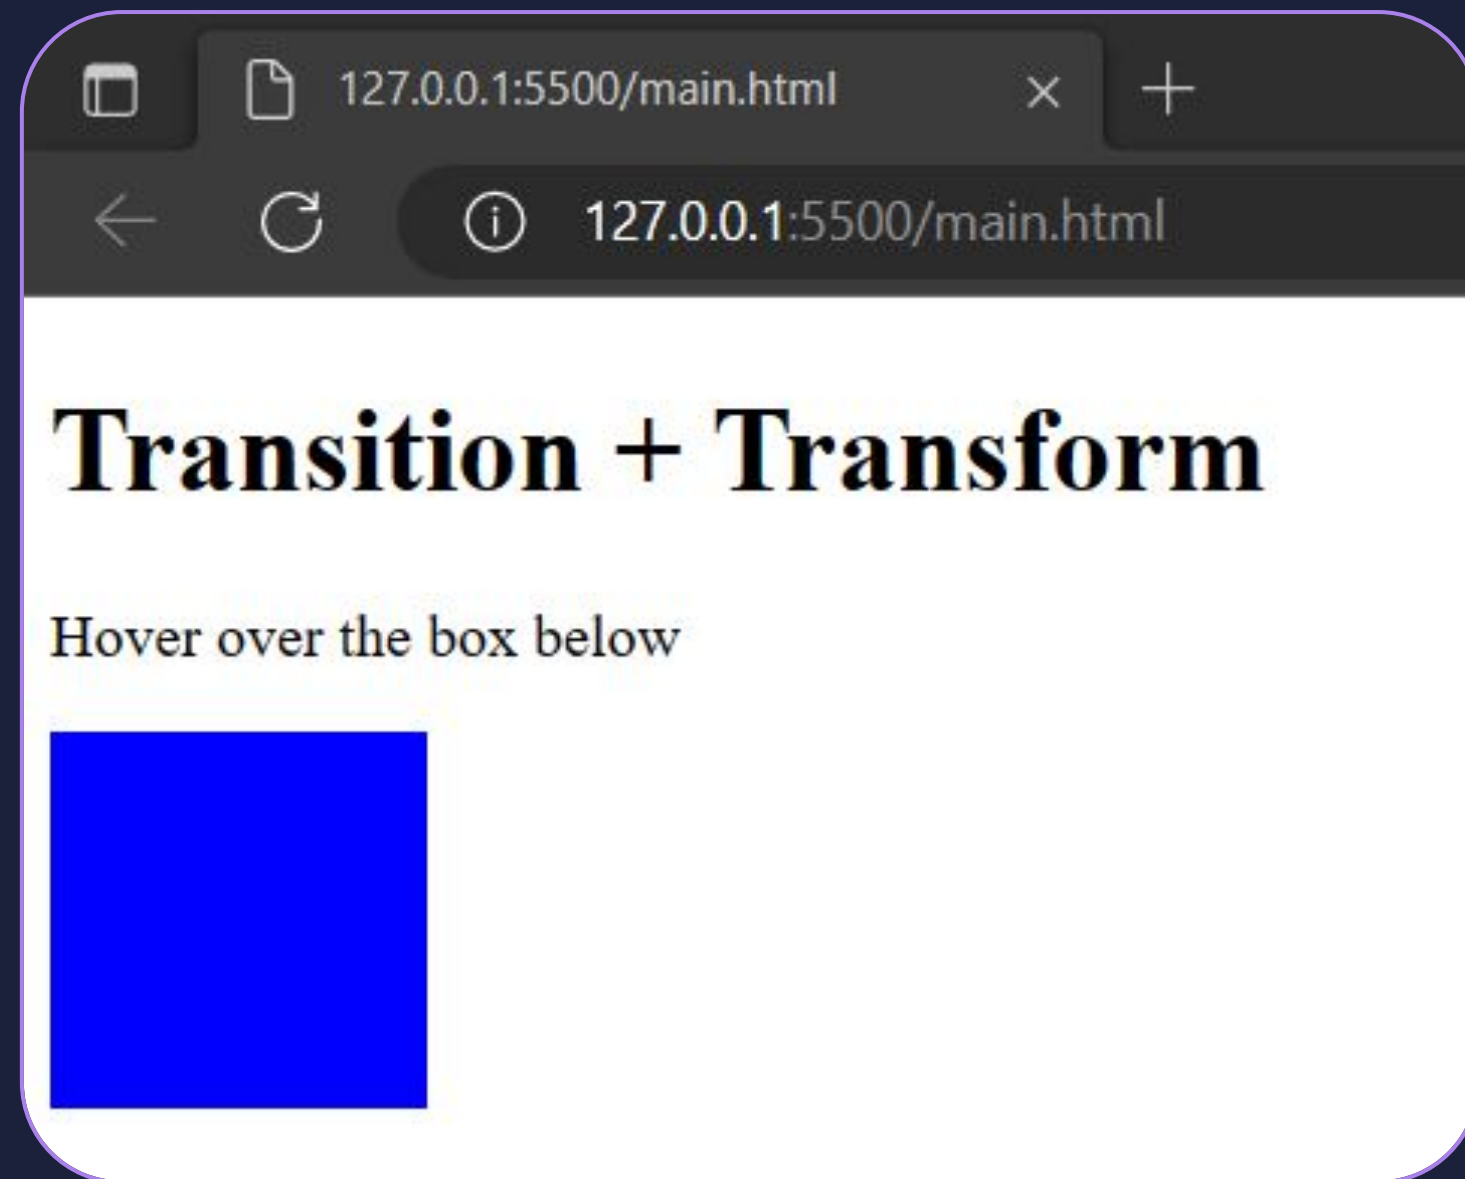 127.0.0.1:5500/main.html
127.0.0.1:5500/main.html
Transition + Transform
Hover over the box below